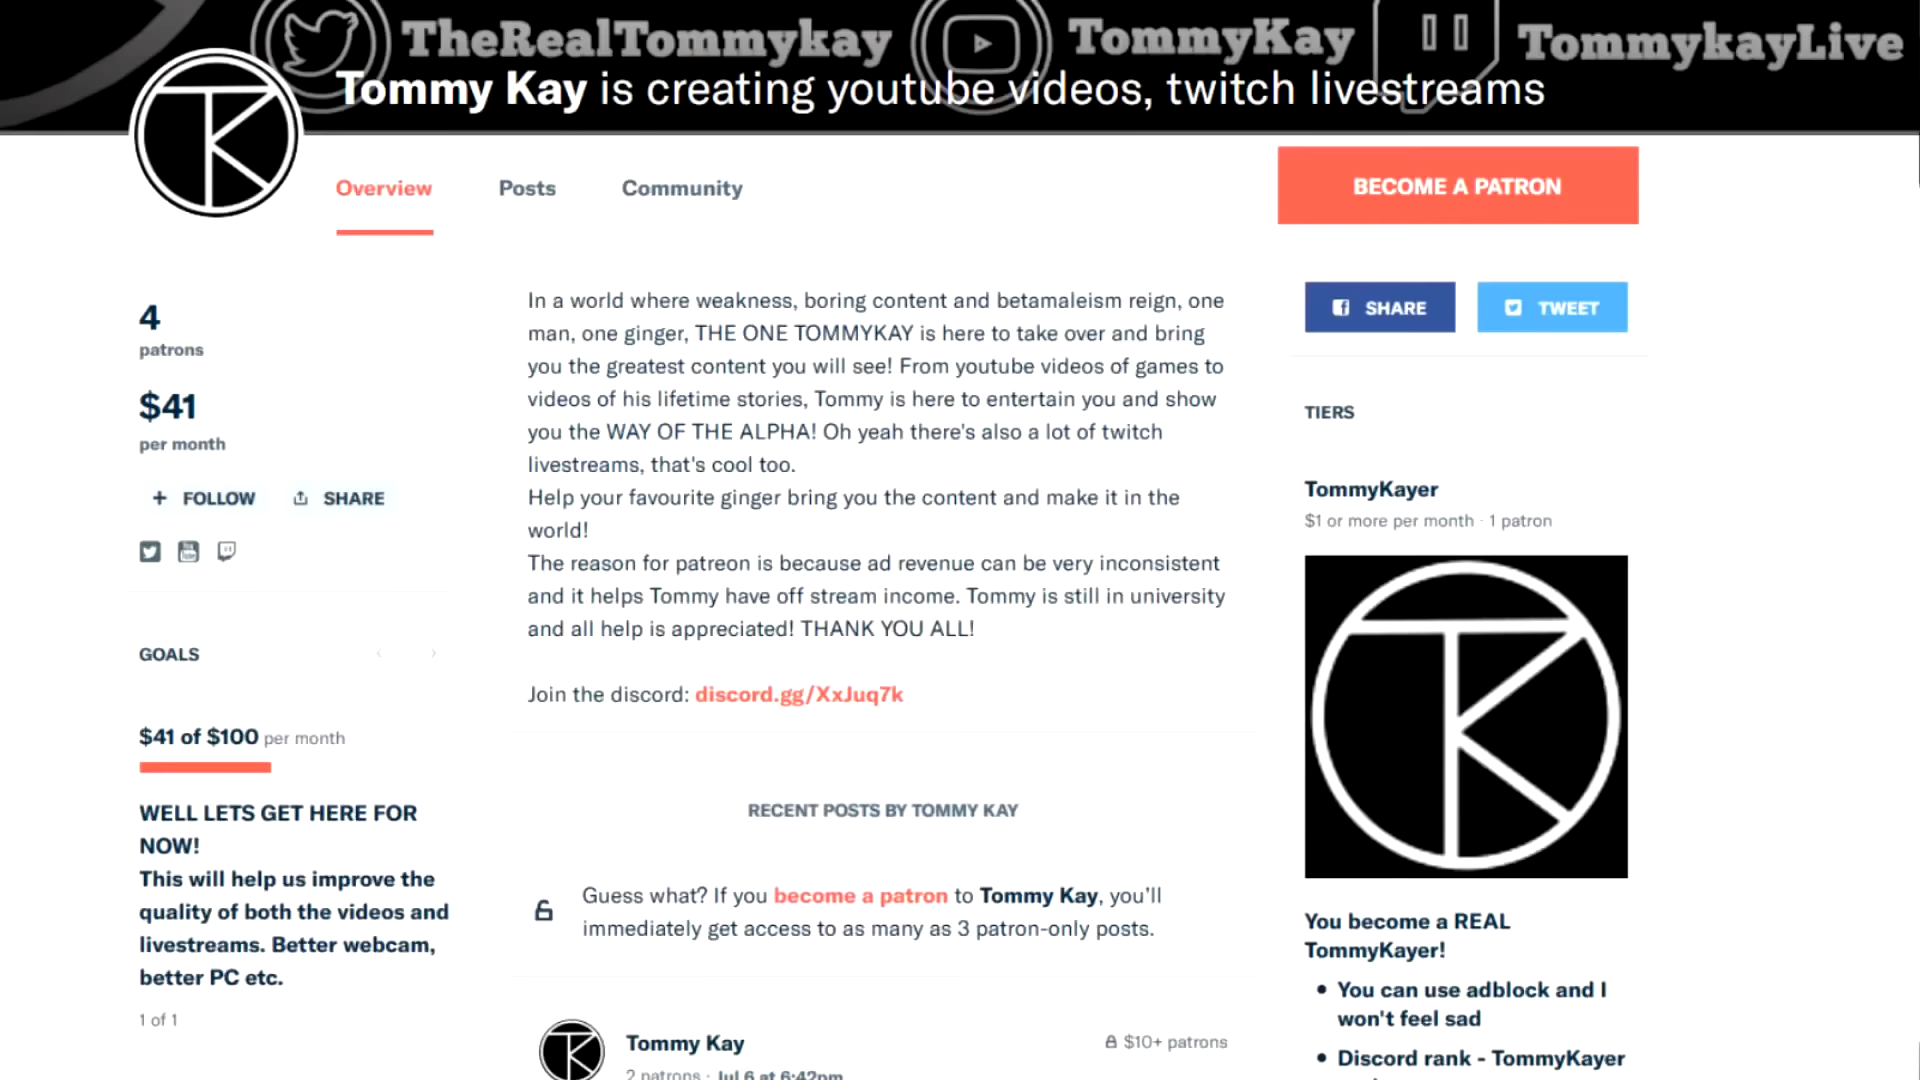 TheRealTommykay
TommyKay
TommykayLive
Tommy Kay is creating youtube videos, twitch livestreams
TK
Overview
Posts
Community
BECOME A PATRON
4
patrons
$41
per month
+ FOLLOW
SHARE
GOALS
$41 of $100 per month
WELL LETS GET HERE FOR
NOW!
This will help us improve the
quality of both the videos and
livestreams. Better webcam,
better PC etc.
1 of 1
In a world where weakness, boring content and betamaleism reign, one
man, one ginger, THE ONE TOMMYKAY is here to take over and bring
you the greatest content you will see! From youtube videos of games to
videos of his lifetime stories, Tommy is here to entertain you and show
you the WAY OF THE ALPHA! Oh yeah there's also a lot of twitch
livestreams, that's cool too.
Help your favourite ginger bring you the content and make it in the
world!
The reason for patreon is because ad revenue can be very inconsistent
and it helps Tommy have off stream income. Tommy is still in university
and all help is appreciated! THANK YOU ALL!
Join the discord: discord.gg/XxJuq7k
RECENT POSTS BY TOMMY KAY
Guess what? If you become a patron to Tommy Kay, you'll
immediately get access to as many as 3 patron-only posts.
TK
Tommy Kay
$10+ patrons
2 patrons · Jul 6 at 6:42pm
SHARE
TWEET
TIERS
TommyKayer
$1 or more per month · 1 patron
TK
You become a REAL
TommyKayer!
• You can use adblock and I
won't feel sad
• Discord rank - TommyKayer